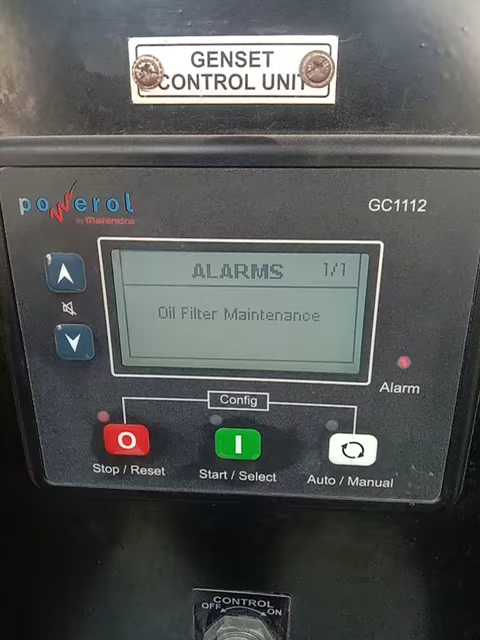 GENSET
CONTROL UNIT
powerol
by Mahindra
GC1112
ALARMS 1/1
Oil Filter Maintenance
Alarm
Config
O I
Stop / Reset
Start / Select
Auto / Manual
CONTROL
OFF ON